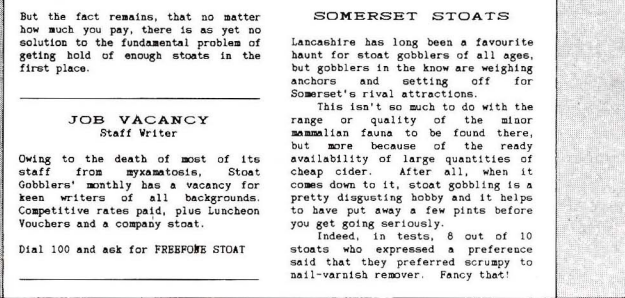 But the fact remains, that no matter
how much you pay, there is as yet no
solution to the fundamental problem of
geting hold of enough stoats in the
first place.
JOB VACANCY
Staff Writer
Owing to the death of most of its
staff from myxamatosis, Stoat
Gobblers' monthly has a vacancy for
keen writers of all backgrounds.
Competitive rates paid, plus Luncheon
Vouchers and a company stoat.
Dial 100 and ask for FREEFONE STOAT
SOMERSET STOATS
Lancashire has long been a favourite
haunt for stoat gobblers of all ages,
but gobblers in the know are weighing
anchors and setting off for
Somerset's rival attractions.
This isn't so much to do with the
range or quality of the minor
mammalian fauna to be found there,
but more because of the ready
availability of large quantities of
cheap cider. After all, when it
comes down to it, stoat gobbling is a
pretty disgusting hobby and it helps
to have put away a few pints before
you get going seriously.
Indeed, in tests, 8 out of 10
stoats who expressed a preference
said that they preferred scrumpy to
nail-varnish remover. Fancy that!